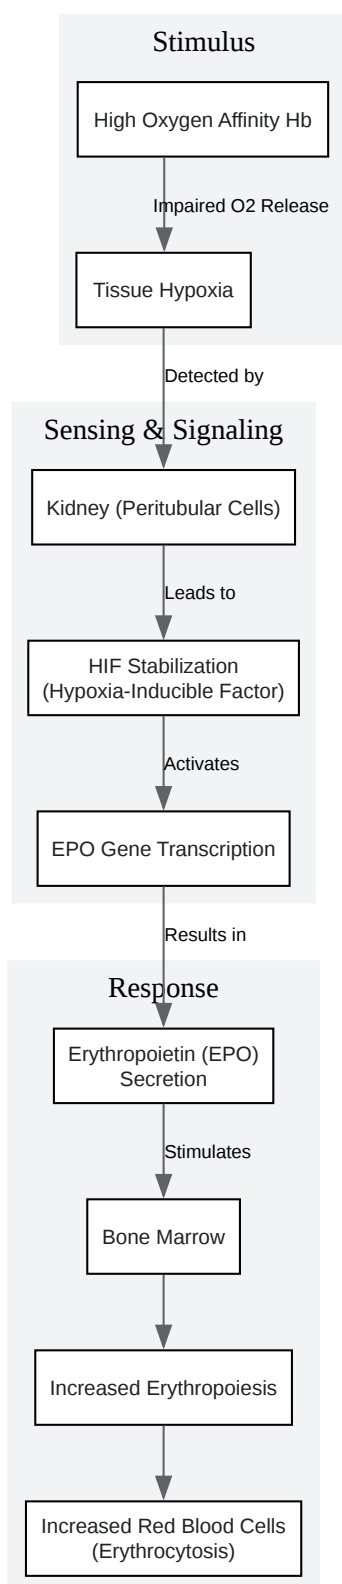 Stimulus
High Oxygen Affinity Hb
Impaired O2 Release
Tissue Hypoxia
Detected by
Sensing & Signaling
Kidney (Peritubular Cells)
Leads to
HIF Stabilization
(Hypoxia-Inducible Factor)
Activates
EPO Gene Transcription
Results in
Response
Erythropoietin (EPO)
Secretion
Stimulates
Bone Marrow
Increased Erythropoiesis
Increased Red Blood Cells
(Erythrocytosis)